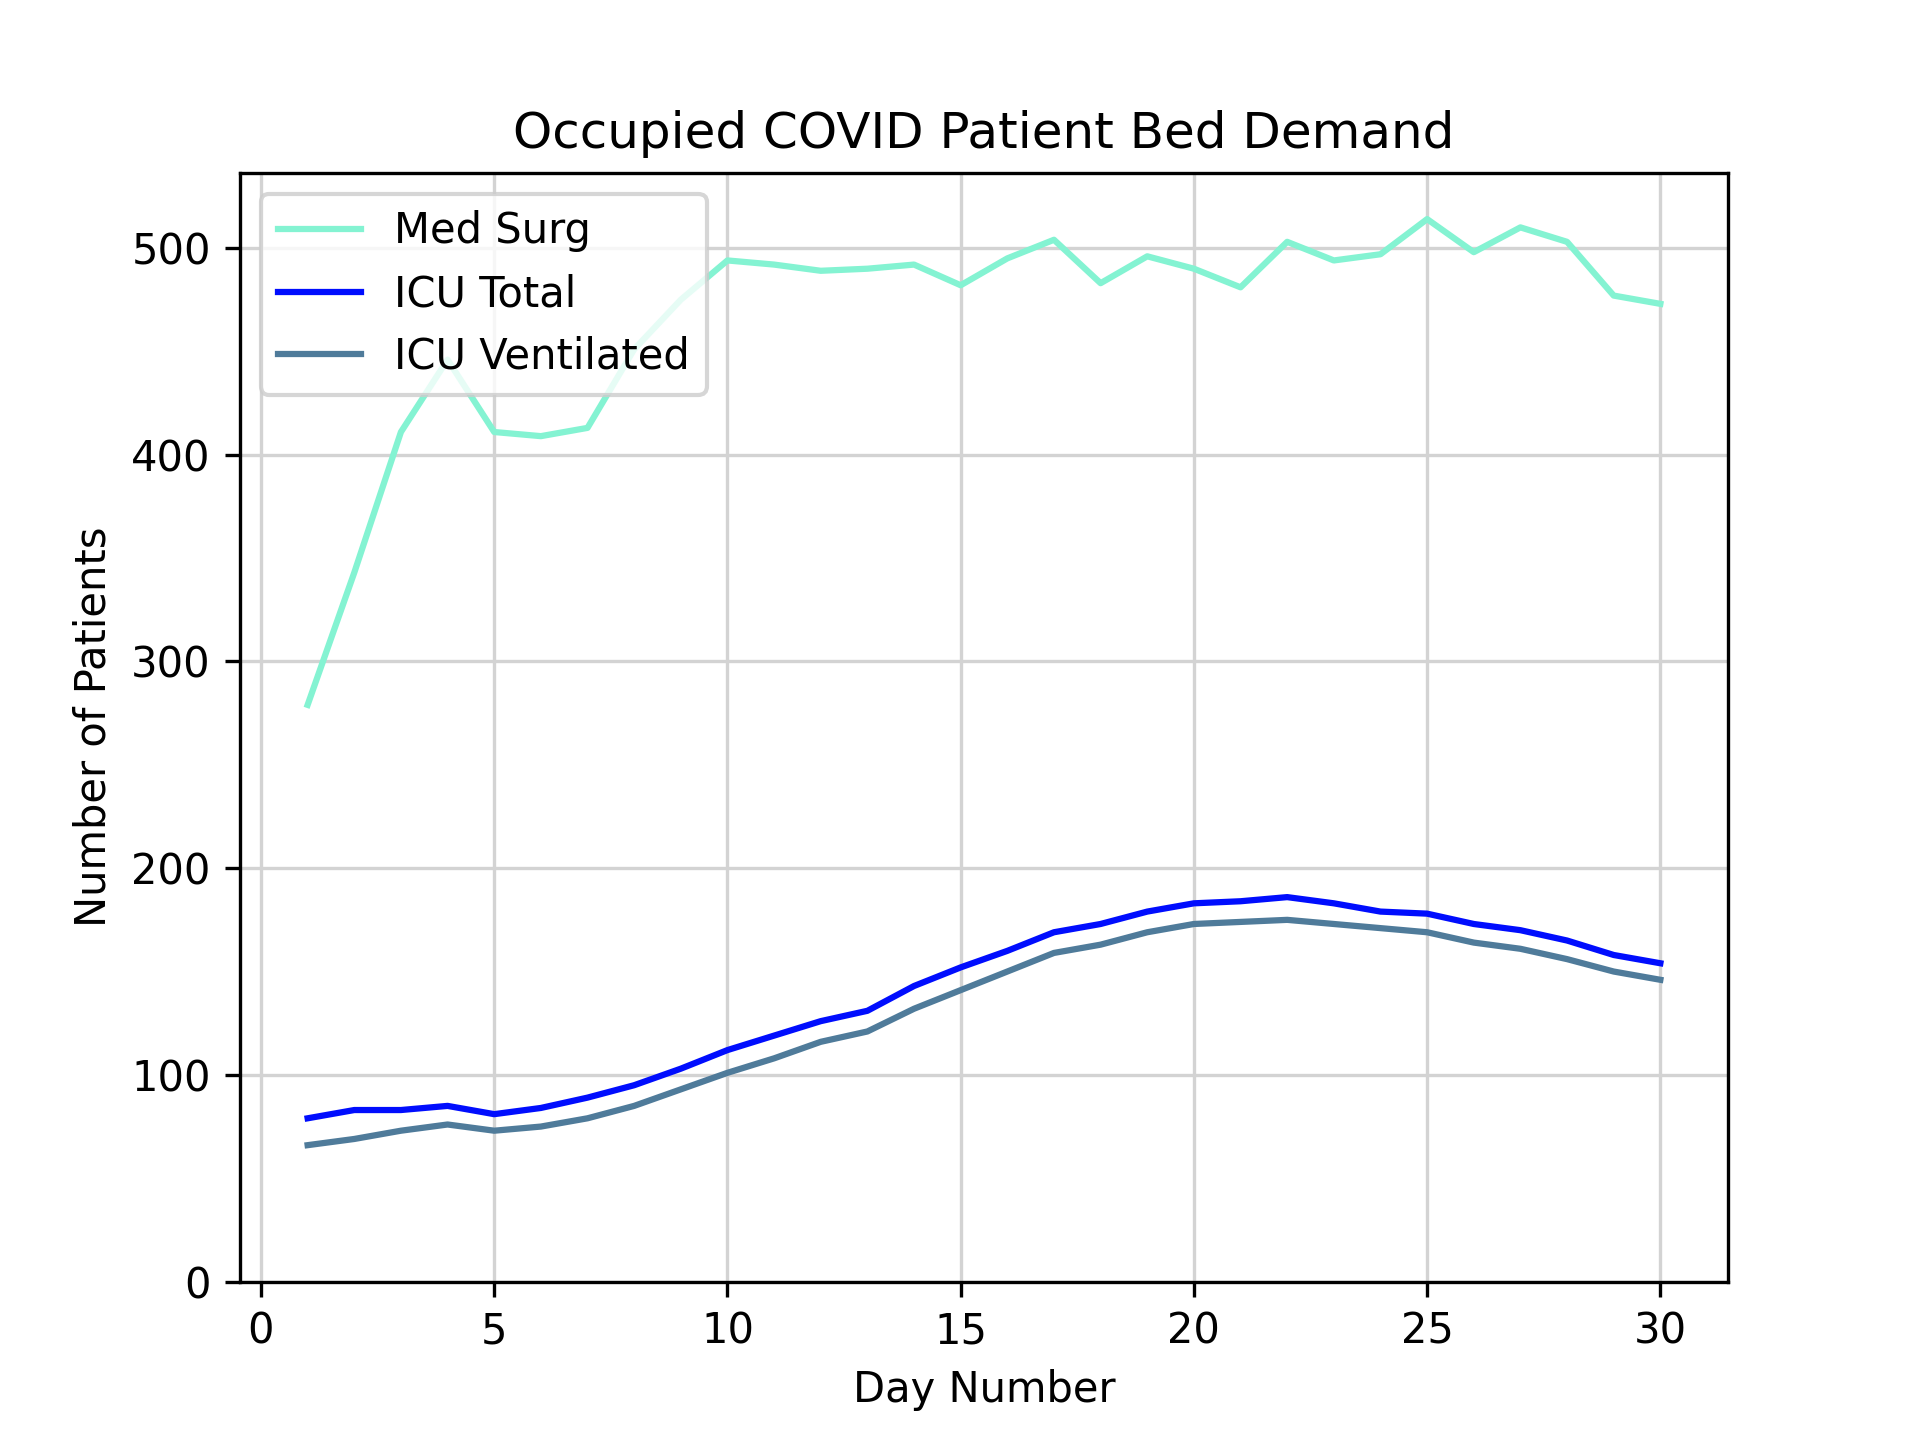 Occupied COVID Patient Bed Demand
Med Surg
ICU Total
ICU Ventilated
500
400
300
200
100
0
Number of Patients
0 5 10 15 20 25 30
Day Number